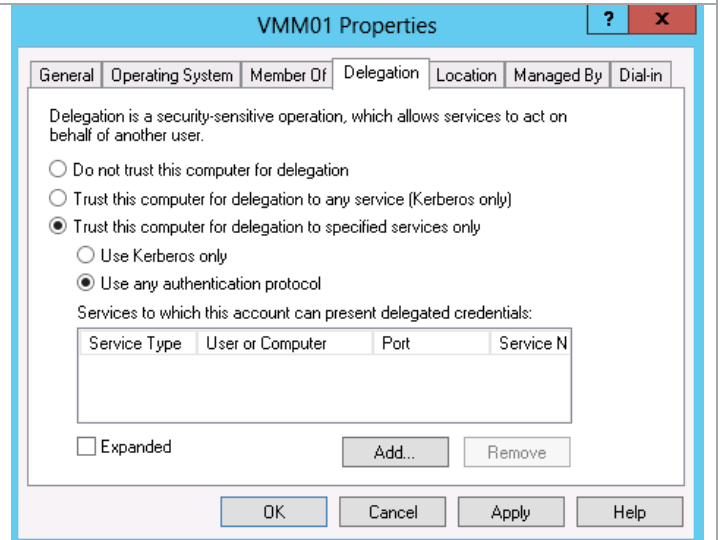 VMM01 Properties
? x
General Operating System Member Of Delegation Location Managed By Dial-in
Delegation is a security-sensitive operation, which allows services to act on
behalf of another user.
Do not trust this computer for delegation
Trust this computer for delegation to any service (Kerberos only)
Trust this computer for delegation to specified services only
Use Kerberos only
Use any authentication protocol
Services to which this account can present delegated credentials:
Service Type User or Computer Port Service N
Expanded Add... Remove
OK Cancel Apply Help